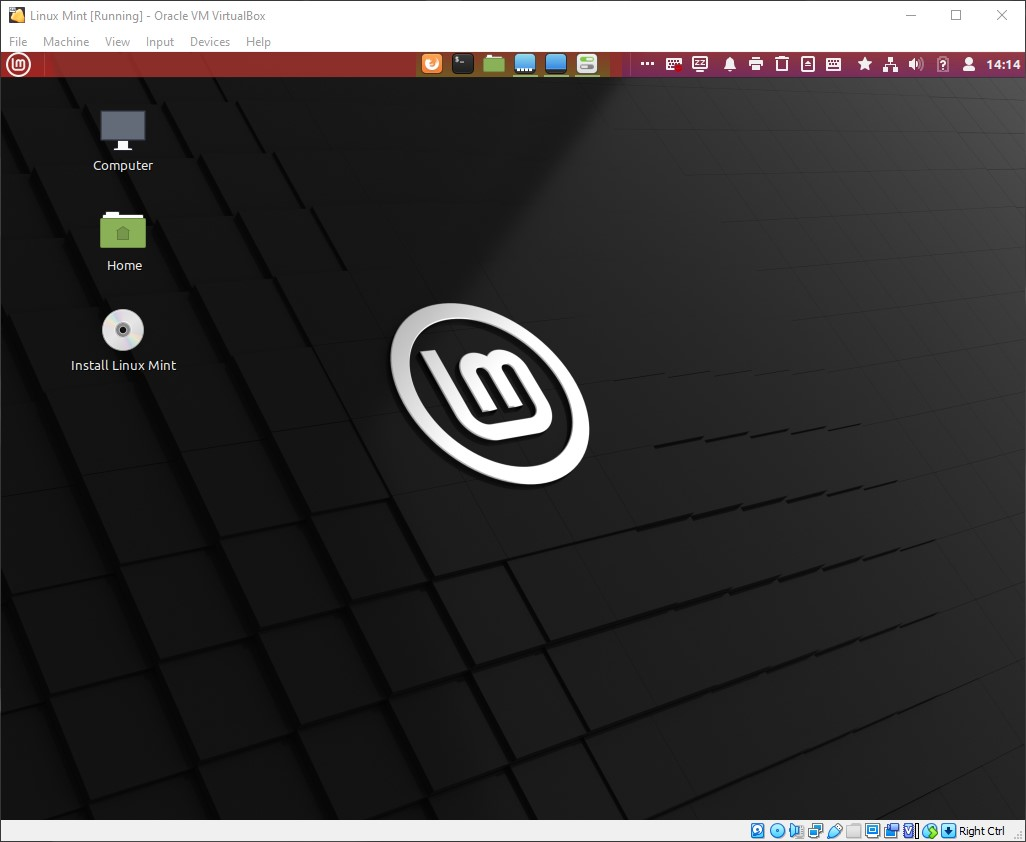 Linux Mint [Running] - Oracle VM VirtualBox
File Machine View Input Devices Help
14:14
Computer
Home
Install Linux Mint
Right Ctrl